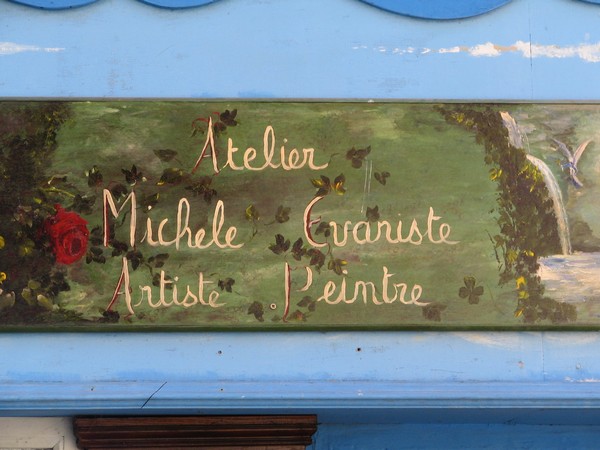 Atelier
Michele Evariste
Artiste . Peintre